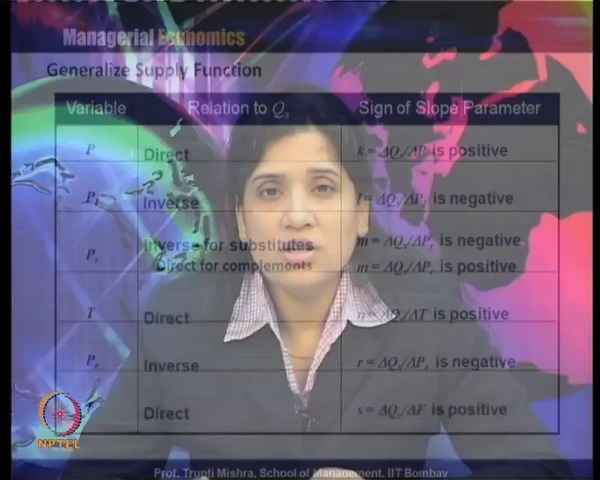 Managerial Economics
Generalize Supply Function
Variable Relation to Qs Sign of Slope Parameter
P Direct k = ΔQs/ΔP is positive
PI Inverse l = ΔQs/ΔPI is negative
Pr Inverse for substitutes m = ΔQs/ΔPr is negative
Direct for complements m = ΔQs/ΔPr is positive
T Direct n = ΔQs/ΔT is positive
Pe Inverse r = ΔQs/ΔPe is negative
Direct s = ΔQs/ΔF is positive
NPTEL
Prof. Trupti Mishra, School of Management, IIT Bombay